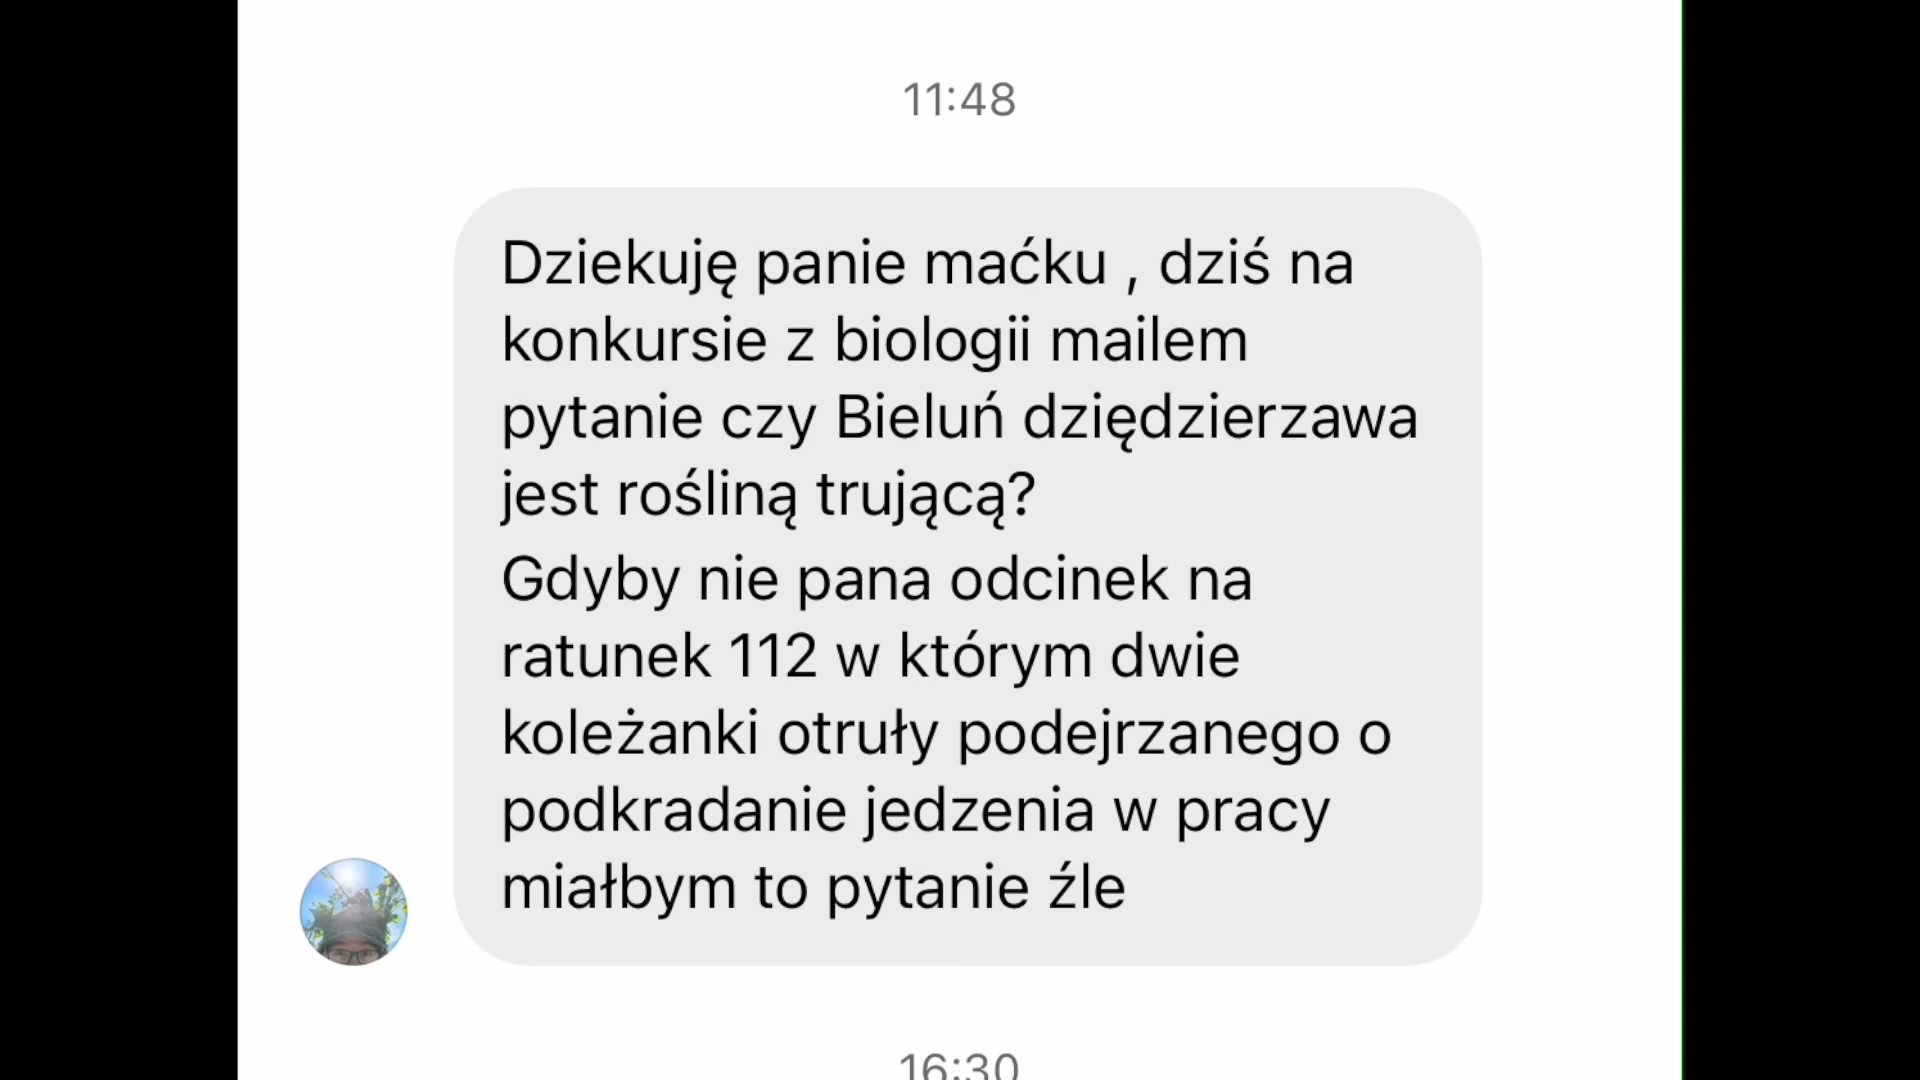 11:48
Dziekuję panie maćku , dziś na
konkursie z biologii mailem
pytanie czy Bieluń dziędzierzawa
jest rośliną trującą?
Gdyby nie pana odcinek na
ratunek 112 w którym dwie
koleżanki otruły podejrzanego o
podkradanie jedzenia w pracy
miałbym to pytanie źle
16:30